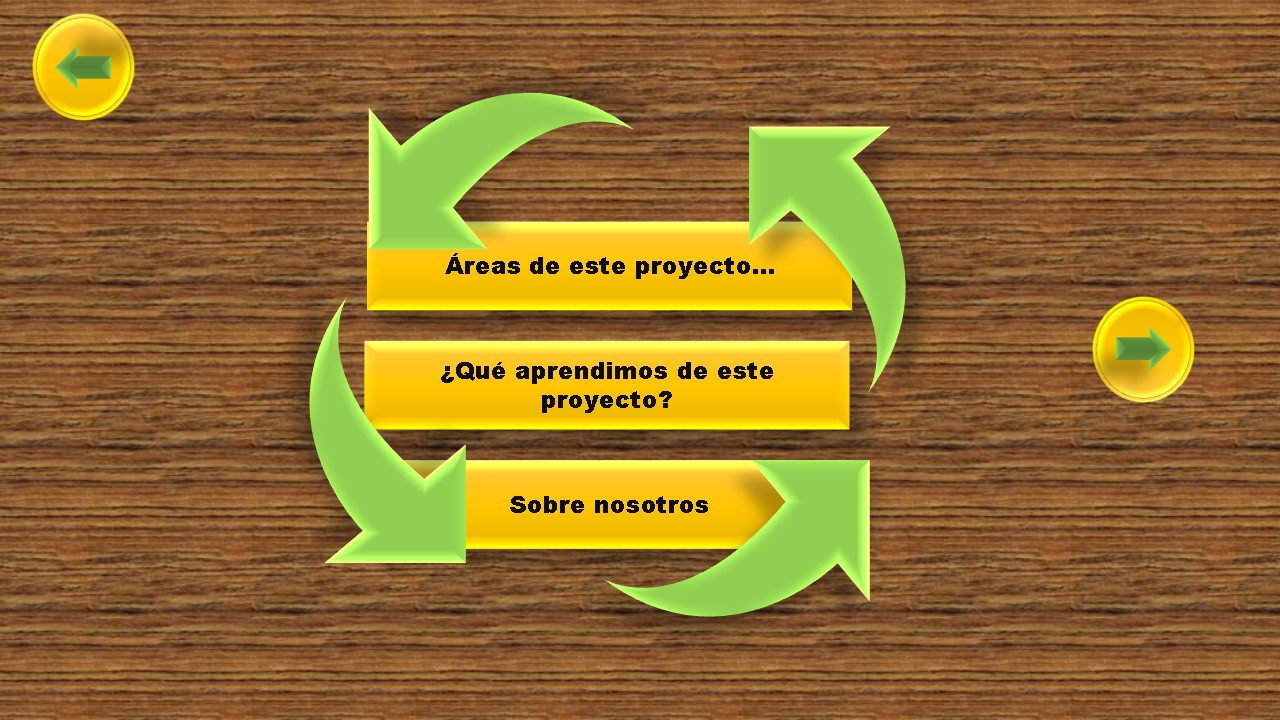 Áreas de este proyecto...
¿Qué aprendimos de este
proyecto?
Sobre nosotros